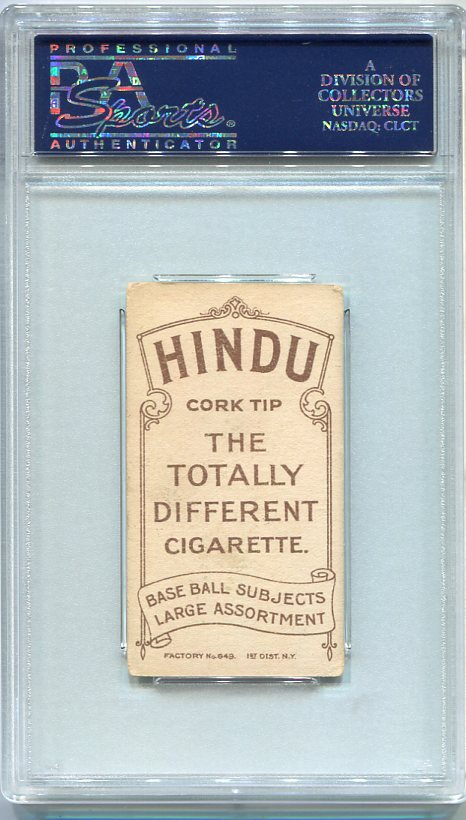 PROFESSIONAL
PSA
Sports®
AUTHENTICATOR
A
DIVISION OF
COLLECTORS
UNIVERSE
NASDAQ: CLCT
HINDU
CORK TIP
THE
TOTALLY
DIFFERENT
CIGARETTE.
BASE BALL SUBJECTS
LARGE ASSORTMENT
FACTORY No. 649. 1ST DIST. N.Y.